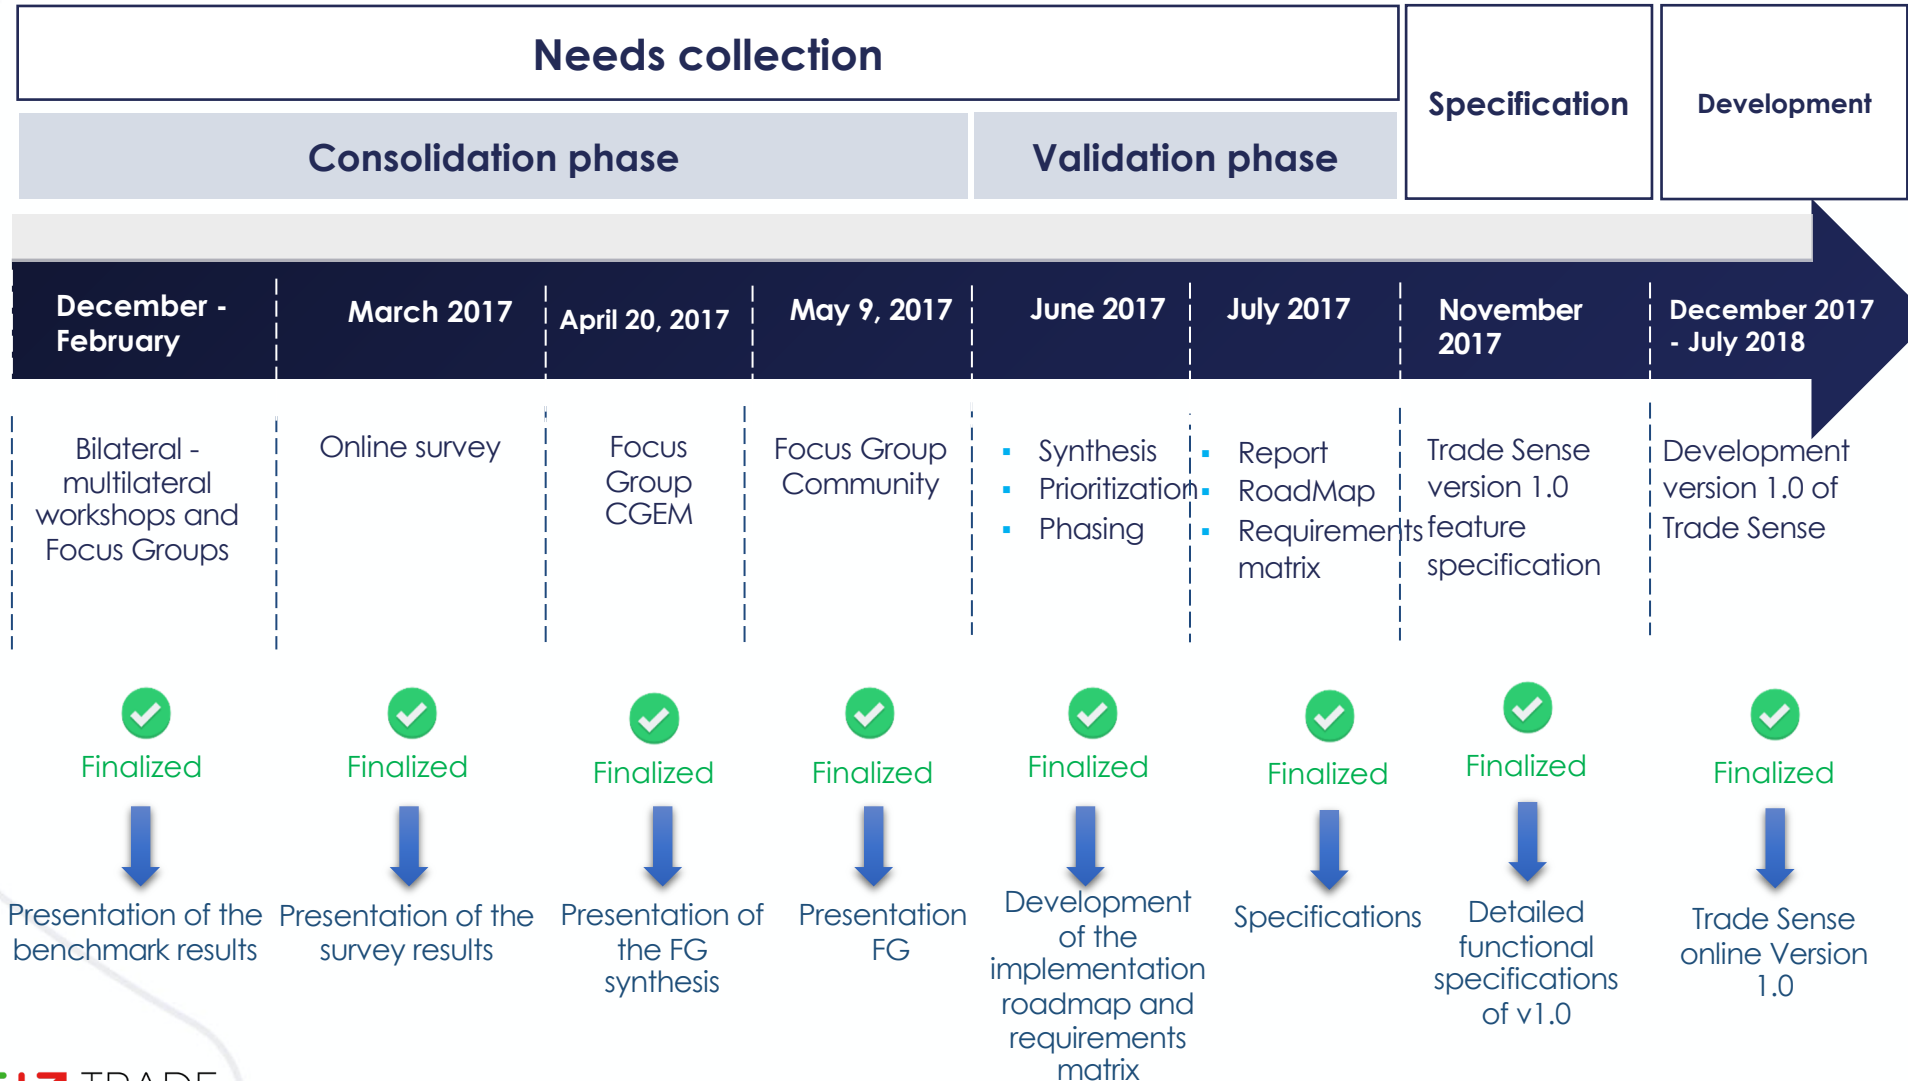 Needs collection
Specification
Development
Consolidation phase
Validation phase
December -
February
March 2017
April 20, 2017
May 9, 2017
June 2017
July 2017
November
2017
December 2017
- July 2018
Bilateral -
multilateral
workshops and
Focus Groups
Online survey
Focus
Group
CGEM
Focus Group
Community
▪ Synthesis
▪ Prioritization
▪ Phasing
▪ Report
▪ RoadMap
▪ Requirements
matrix
Trade Sense
version 1.0
feature
specification
Development
version 1.0 of
Trade Sense
Finalized
Finalized
Finalized
Finalized
Finalized
Finalized
Finalized
Finalized
Presentation of the
benchmark results
Presentation of the
survey results
Presentation of
the FG
synthesis
Presentation
FG
Development
of the
implementation
roadmap and
requirements
matrix
Specifications
Detailed
functional
specifications
of v1.0
Trade Sense
online Version
1.0
TRADE